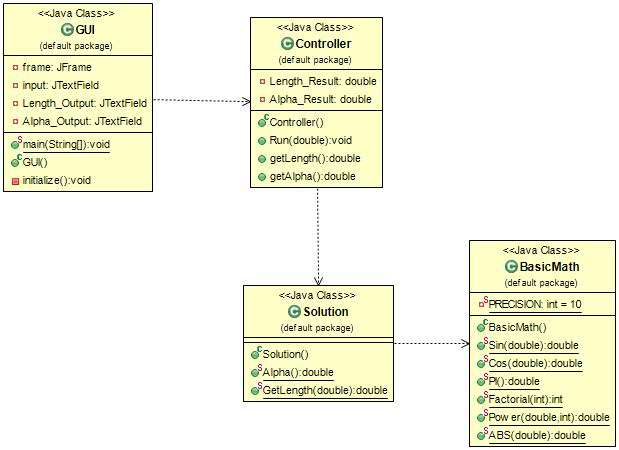 <<Java Class>>
GUI
(default package)
frame: JFrame
input: JTextField
Length_Output: JTextField
Alpha_Output: JTextField
main(String[]):void
GUI()
initialize():void
<<Java Class>>
Controller
(default package)
Length_Result: double
Alpha_Result: double
Controller()
Run(double):void
getLength():double
getAlpha():double
<<Java Class>>
Solution
(default package)
Solution()
Alpha():double
GetLength(double):double
<<Java Class>>
BasicMath
(default package)
PRECISION: int = 10
BasicMath()
Sin(double):double
Cos(double):double
PI():double
Factorial(int):int
Power(double,int):double
ABS(double):double